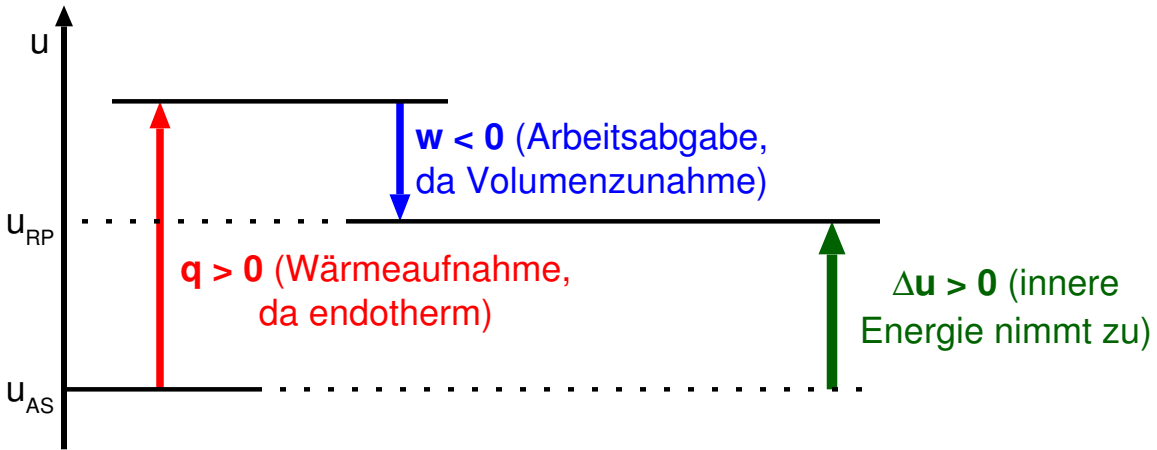 u
w < 0 (Arbeitsabgabe,
da Volumenzunahme)
u_RP
q > 0 (Wärmeaufnahme,
da endotherm)
Δu > 0 (innere
Energie nimmt zu)
u_AS